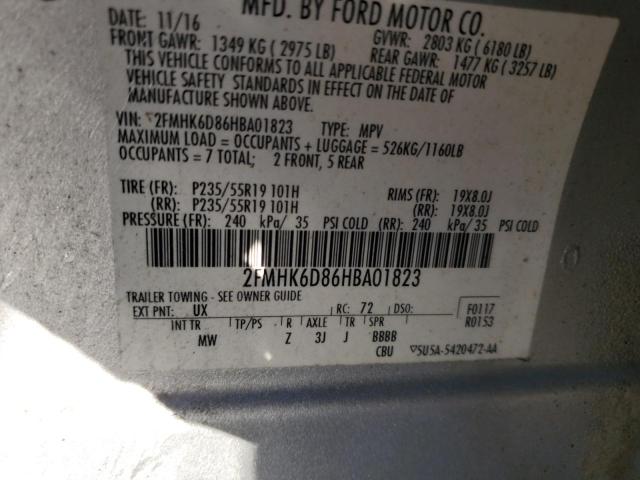 MFD. BY FORD MOTOR CO.
DATE: 11/16 GVWR: 2803 KG ( 6180 LB)
FRONT GAWR: 1349 KG ( 2975 LB) REAR GAWR: 1477 KG ( 3257 LB)
THIS VEHICLE CONFORMS TO ALL APPLICABLE FEDERAL MOTOR
VEHICLE SAFETY STANDARDS IN EFFECT ON THE DATE OF
MANUFACTURE SHOWN ABOVE.
VIN: 2FMHK6D86HBA01823 TYPE: MPV
MAXIMUM LOAD = OCCUPANTS + LUGGAGE = 526KG/1160LB
OCCUPANTS = 7 TOTAL; 2 FRONT, 5 REAR
TIRE (FR): P235/55R19 101H RIMS (FR): 19X8.0J
(RR): P235/55R19 101H (RR): 19X8.0J
PRESSURE (FR): 240 kPa/ 35 PSI COLD (RR): 240 kPa/ 35 PSI COLD
2FMHK6D86HBA01823
TRAILER TOWING - SEE OWNER GUIDE
EXT PNT: UX RC: 72 DSO: F0117
R0153
INT TR TP/PS R AXLE TR SPR
MW Z 3J J BBBB
CBU 5U5A-5420472-AA